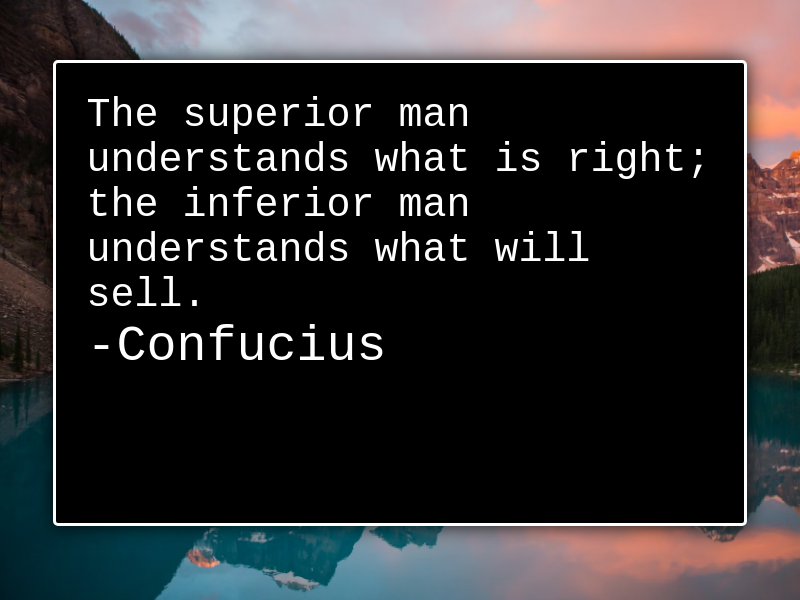 The superior man
understands what is right;
the inferior man
understands what will
sell.
-Confucius